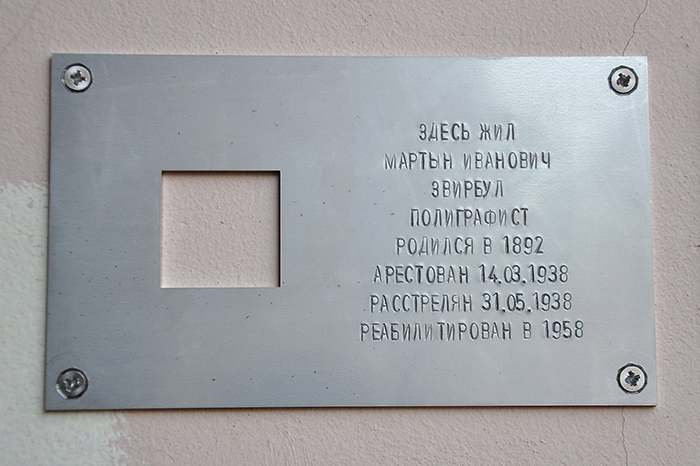 ЗДЕСЬ ЖИЛ
МАРТЫН ИВАНОВИЧ
ЗВИРБУЛ
ПОЛИГРАФИСТ
РОДИЛСЯ В 1892
АРЕСТОВАН 14.03.1938
РАССТРЕЛЯН 31.05.1938
РЕАБИЛИТИРОВАН В 1958